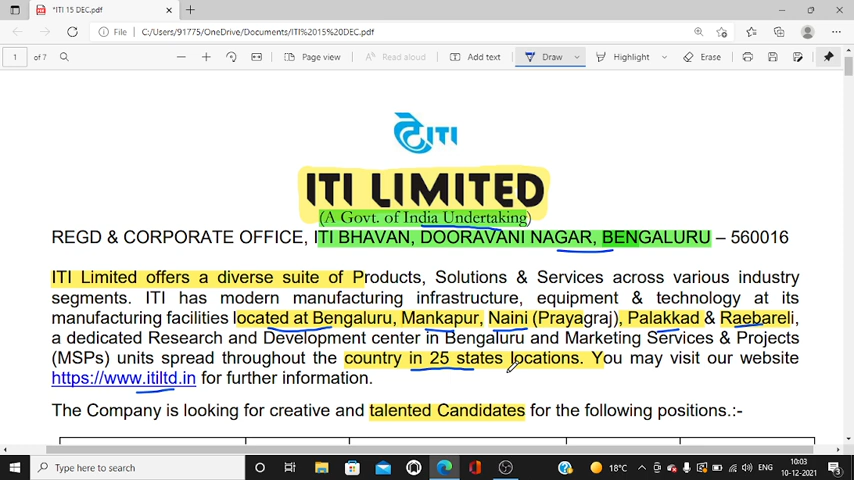 *ITI 15 DEC.pdf
File C:/Users/91775/OneDrive/Documents/ITI%2015%20DEC.pdf
1 of 7 Page view Read aloud Add text Draw Highlight Erase
ITI
ITI LIMITED
(A Govt. of India Undertaking)
REGD & CORPORATE OFFICE, ITI BHAVAN, DOORAVANI NAGAR, BENGALURU – 560016
ITI Limited offers a diverse suite of Products, Solutions & Services across various industry
segments. ITI has modern manufacturing infrastructure, equipment & technology at its
manufacturing facilities located at Bengaluru, Mankapur, Naini (Prayagraj), Palakkad & Raebareli,
a dedicated Research and Development center in Bengaluru and Marketing Services & Projects
(MSPs) units spread throughout the country in 25 states locations. You may visit our website
https://www.itiltd.in for further information.
The Company is looking for creative and talented Candidates for the following positions.:-
Type here to search
18°C ENG 10:03
10-12-2021 3